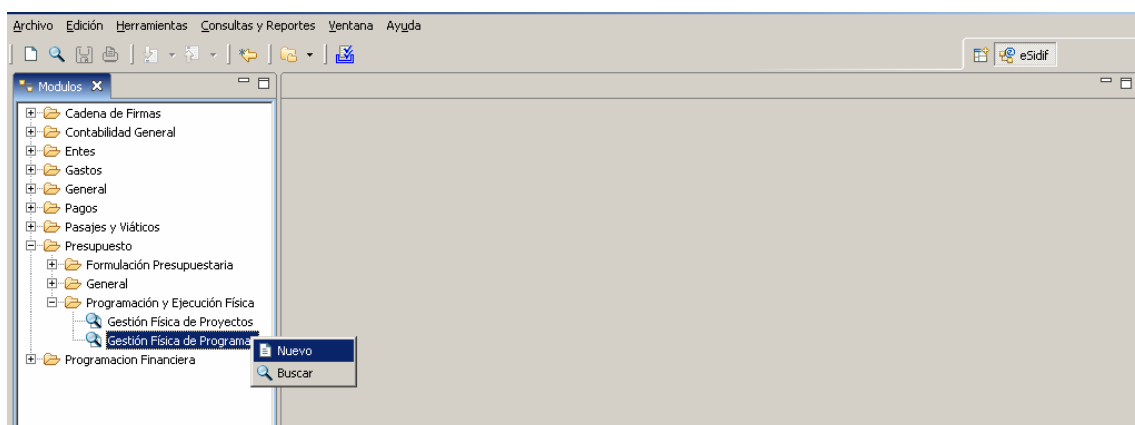 Archivo Edición Herramientas Consultas y Reportes Ventana Ayuda
eSidif
Modulos
Cadena de Firmas
Contabilidad General
Entes
Gastos
General
Pagos
Pasajes y Viáticos
Presupuesto
Formulación Presupuestaria
General
Programación y Ejecución Física
Gestión Física de Proyectos
Gestión Física de Programa
Nuevo
Programacion Financiera
Buscar